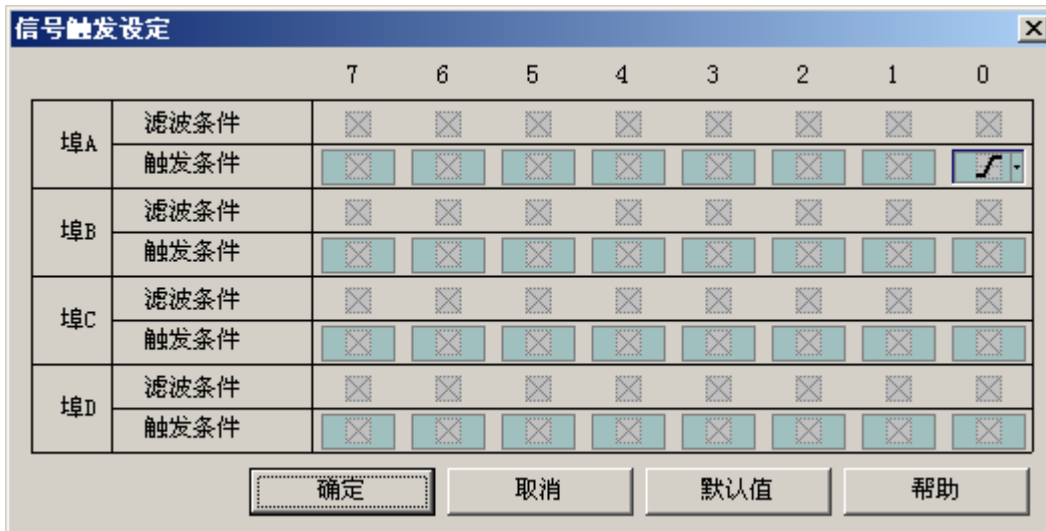 信号触发设定
7 6 5 4 3 2 1 0
埠A
滤波条件
触发条件
埠B
滤波条件
触发条件
埠C
滤波条件
触发条件
埠D
滤波条件
触发条件
确定 取消 默认值 帮助